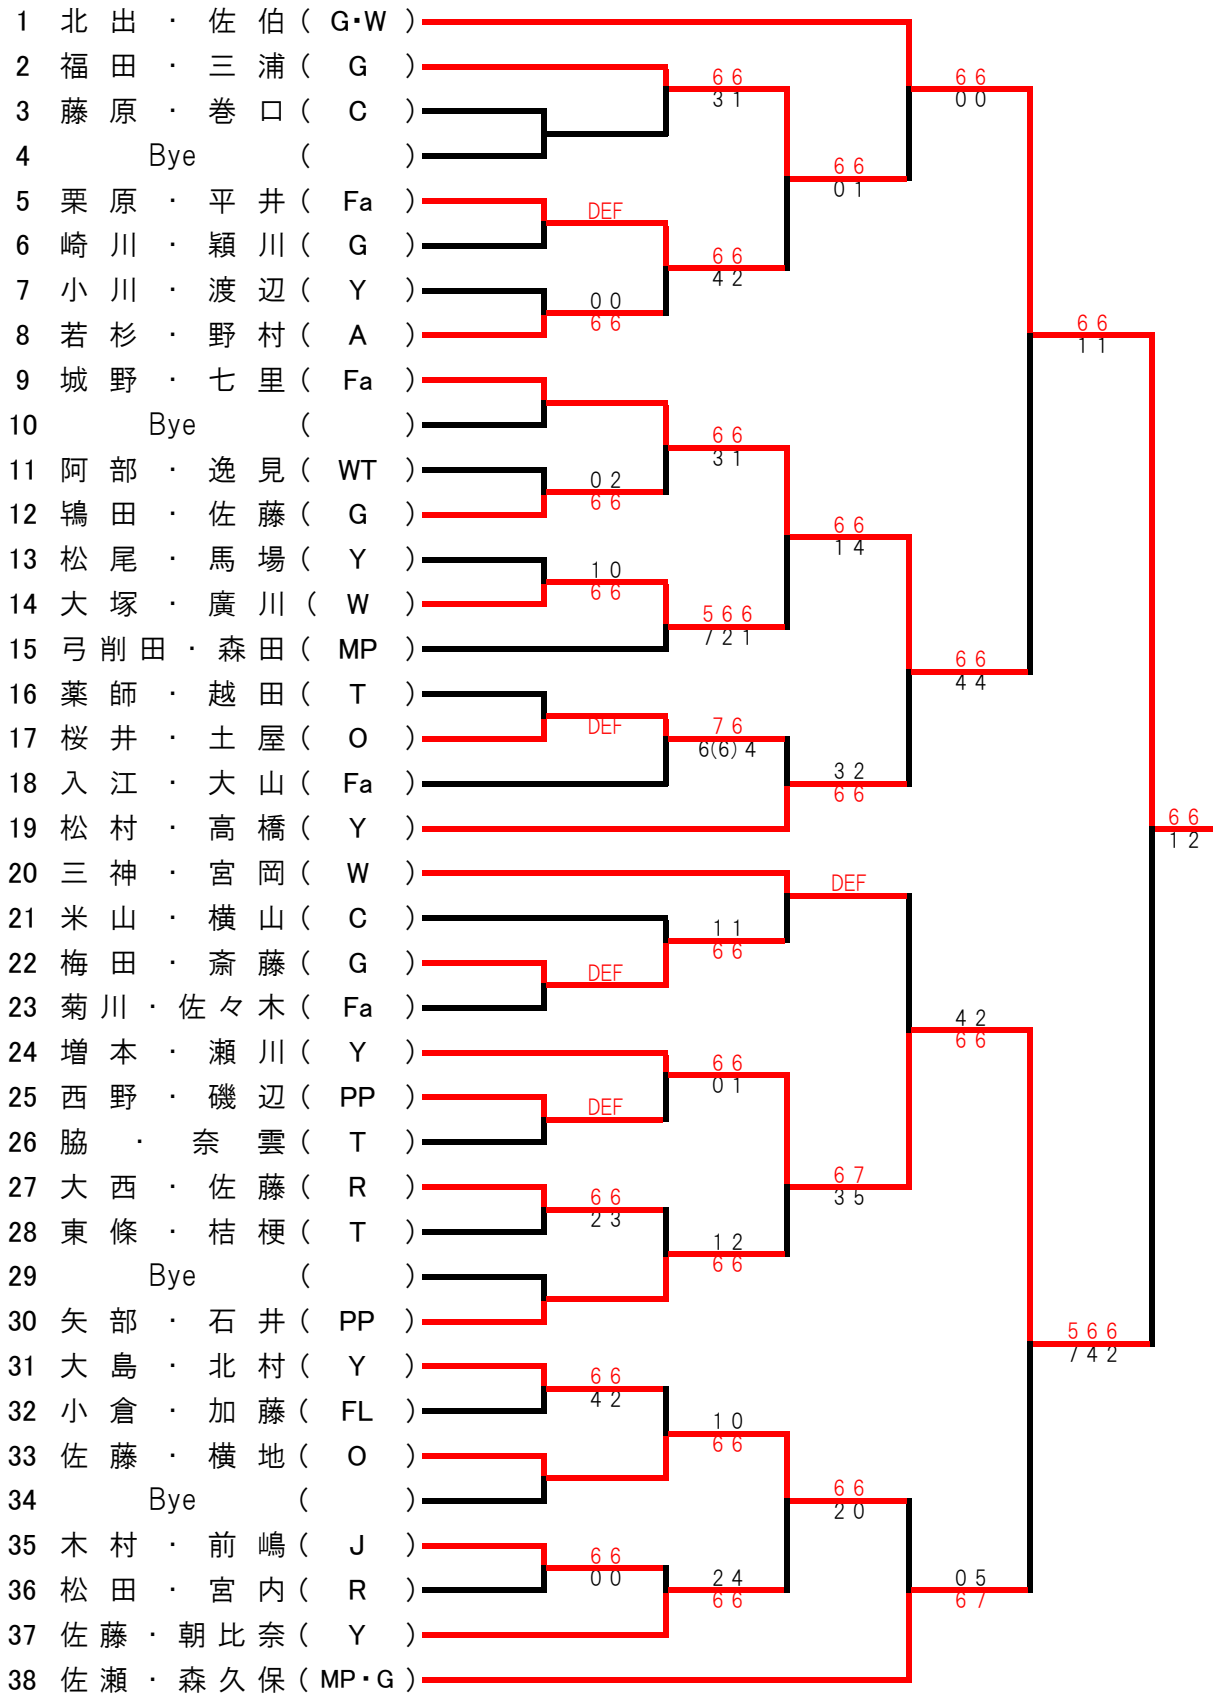 1 北出・佐伯( G・W )
2 福田・三浦( G )
6 6
6 6
3 藤原・巻口( C )
3 1
0 0
4 Bye ( )
6 6
5 栗原・平井( Fa )
DEF
0 1
6 崎川・穎川( G )
6 6
4 2
7 小川・渡辺( Y )
0 0
8 若杉・野村( A )
6 6
6 6
1 1
9 城野・七里( Fa )
10 Bye ( )
6 6
3 1
11 阿部・逸見( WT )
0 2
12 鴇田・佐藤( G )
6 6
6 6
13 松尾・馬場( Y )
1 0
1 4
14 大塚・廣川( W )
6 6
5 6 6
15 弓削田・森田( MP )
7 2 1
6 6
16 薬師・越田( T )
4 4
17 桜井・土屋( O )
DEF
7 6
6(6) 4
18 入江・大山( Fa )
3 2
6 6
19 松村・高橋( Y )
6 6
1 2
20 三神・宮岡( W )
DEF
21 米山・横山( C )
1 1
22 梅田・斎藤( G )
DEF
6 6
23 菊川・佐々木( Fa )
4 2
6 6
24 増本・瀬川( Y )
6 6
25 西野・磯辺( PP )
DEF
0 1
26 脇・奈雲( T )
27 大西・佐藤( R )
6 6
6 7
28 東條・桔梗( T )
2 3
3 5
1 2
29 Bye ( )
6 6
30 矢部・石井( PP )
5 6 6
31 大島・北村( Y )
6 6
7 4 2
32 小倉・加藤( FL )
4 2
1 0
33 佐藤・横地( O )
6 6
34 Bye ( )
6 6
2 0
35 木村・前嶋( J )
6 6
36 松田・宮内( R )
0 0
2 4
0 5
37 佐藤・朝比奈( Y )
6 6
6 7
38 佐瀬・森久保( MP・G )